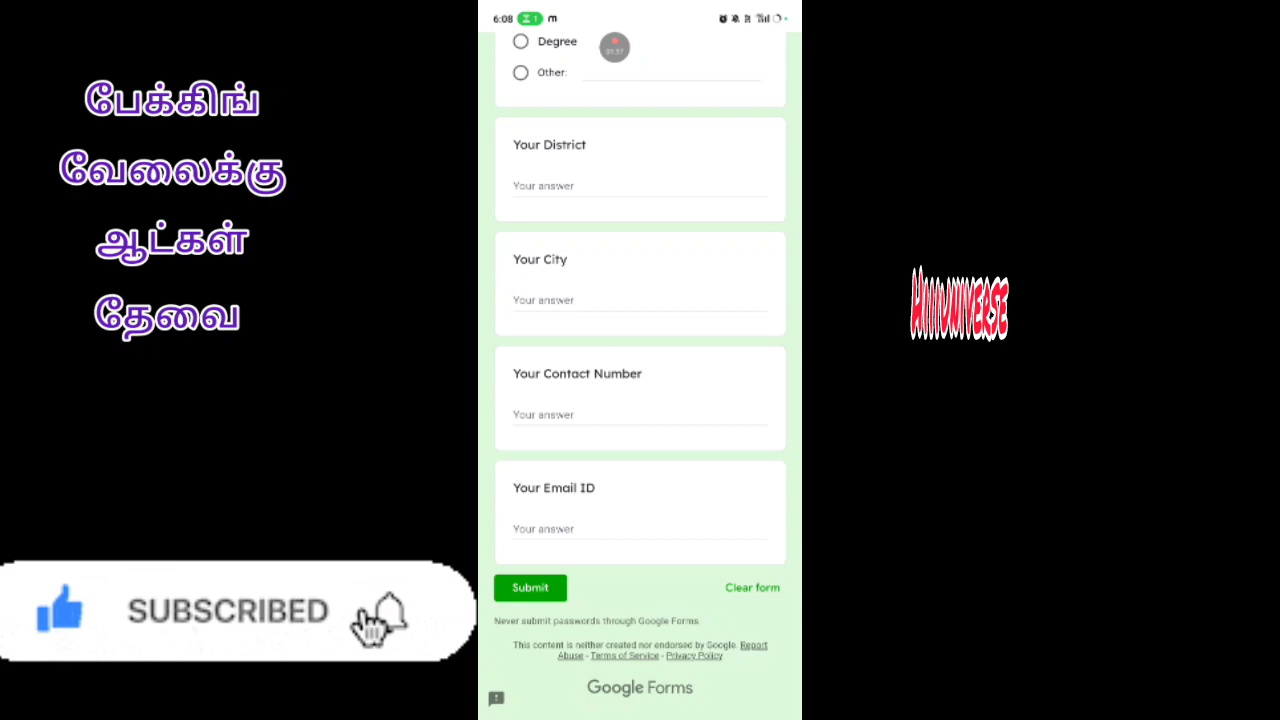 பேக்கிங்
வேலைக்கு
ஆட்கள்
தேவை
SUBSCRIBED
6:08
1
m
Degree
Other:
Your District
Your answer
Your City
Your answer
Your Contact Number
Your answer
Your Email ID
Your answer
Submit
Clear form
Never submit passwords through Google Forms.
This content is neither created nor endorsed by Google. Report
Abuse - Terms of Service - Privacy Policy
Google Forms
HIIIUNIVERSE